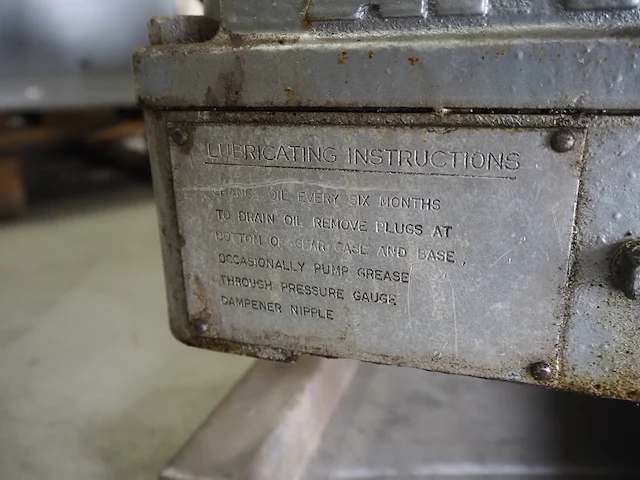 LUBRICATING INSTRUCTIONS
CHANGE OIL EVERY SIX MONTHS
TO DRAIN OIL REMOVE PLUGS AT
BOTTOM OF GEAR CASE AND BASE.
OCCASIONALLY PUMP GREASE
THROUGH PRESSURE GAUGE
DAMPENER NIPPLE